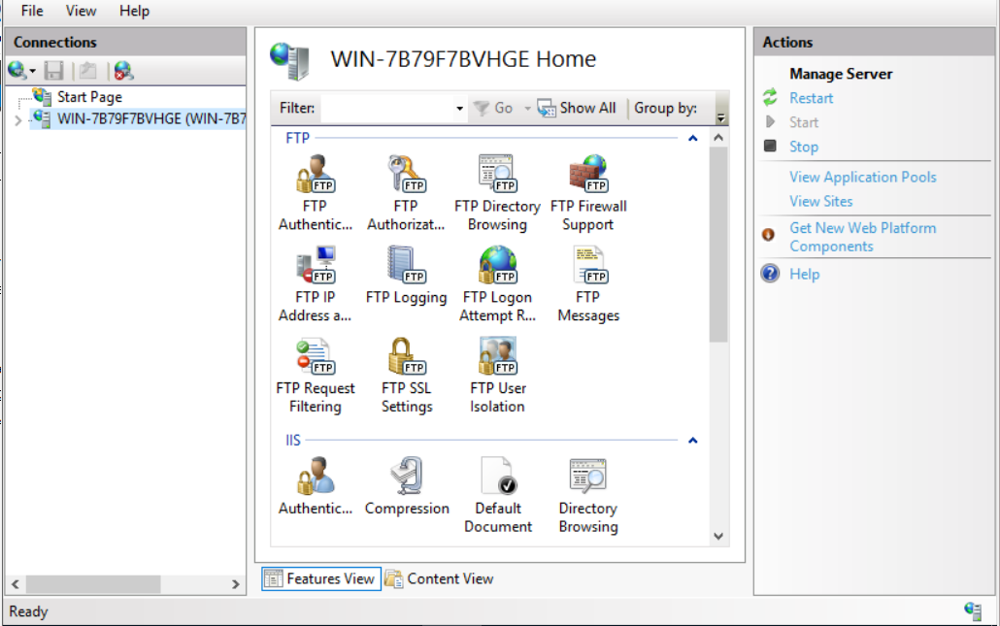 File View Help
Connections
Start Page
WIN-7B79F7BVHGE (WIN-7B7
WIN-7B79F7BVHGE Home
Filter: Go Show All Group by:
FTP
FTP FTP FTP FTP
FTP Authentic...
FTP Authorizat...
FTP Directory Browsing
FTP Firewall Support
FTP FTP FTP FTP
FTP IP Address a...
FTP Logging
FTP Logon Attempt R...
FTP Messages
FTP FTP FTP
FTP Request Filtering
FTP SSL Settings
FTP User Isolation
IIS
Authentic...
Compression
Default Document
Directory Browsing
Features View Content View
Actions
Manage Server
Restart
Start
Stop
View Application Pools
View Sites
Get New Web Platform
Components
Help
Ready